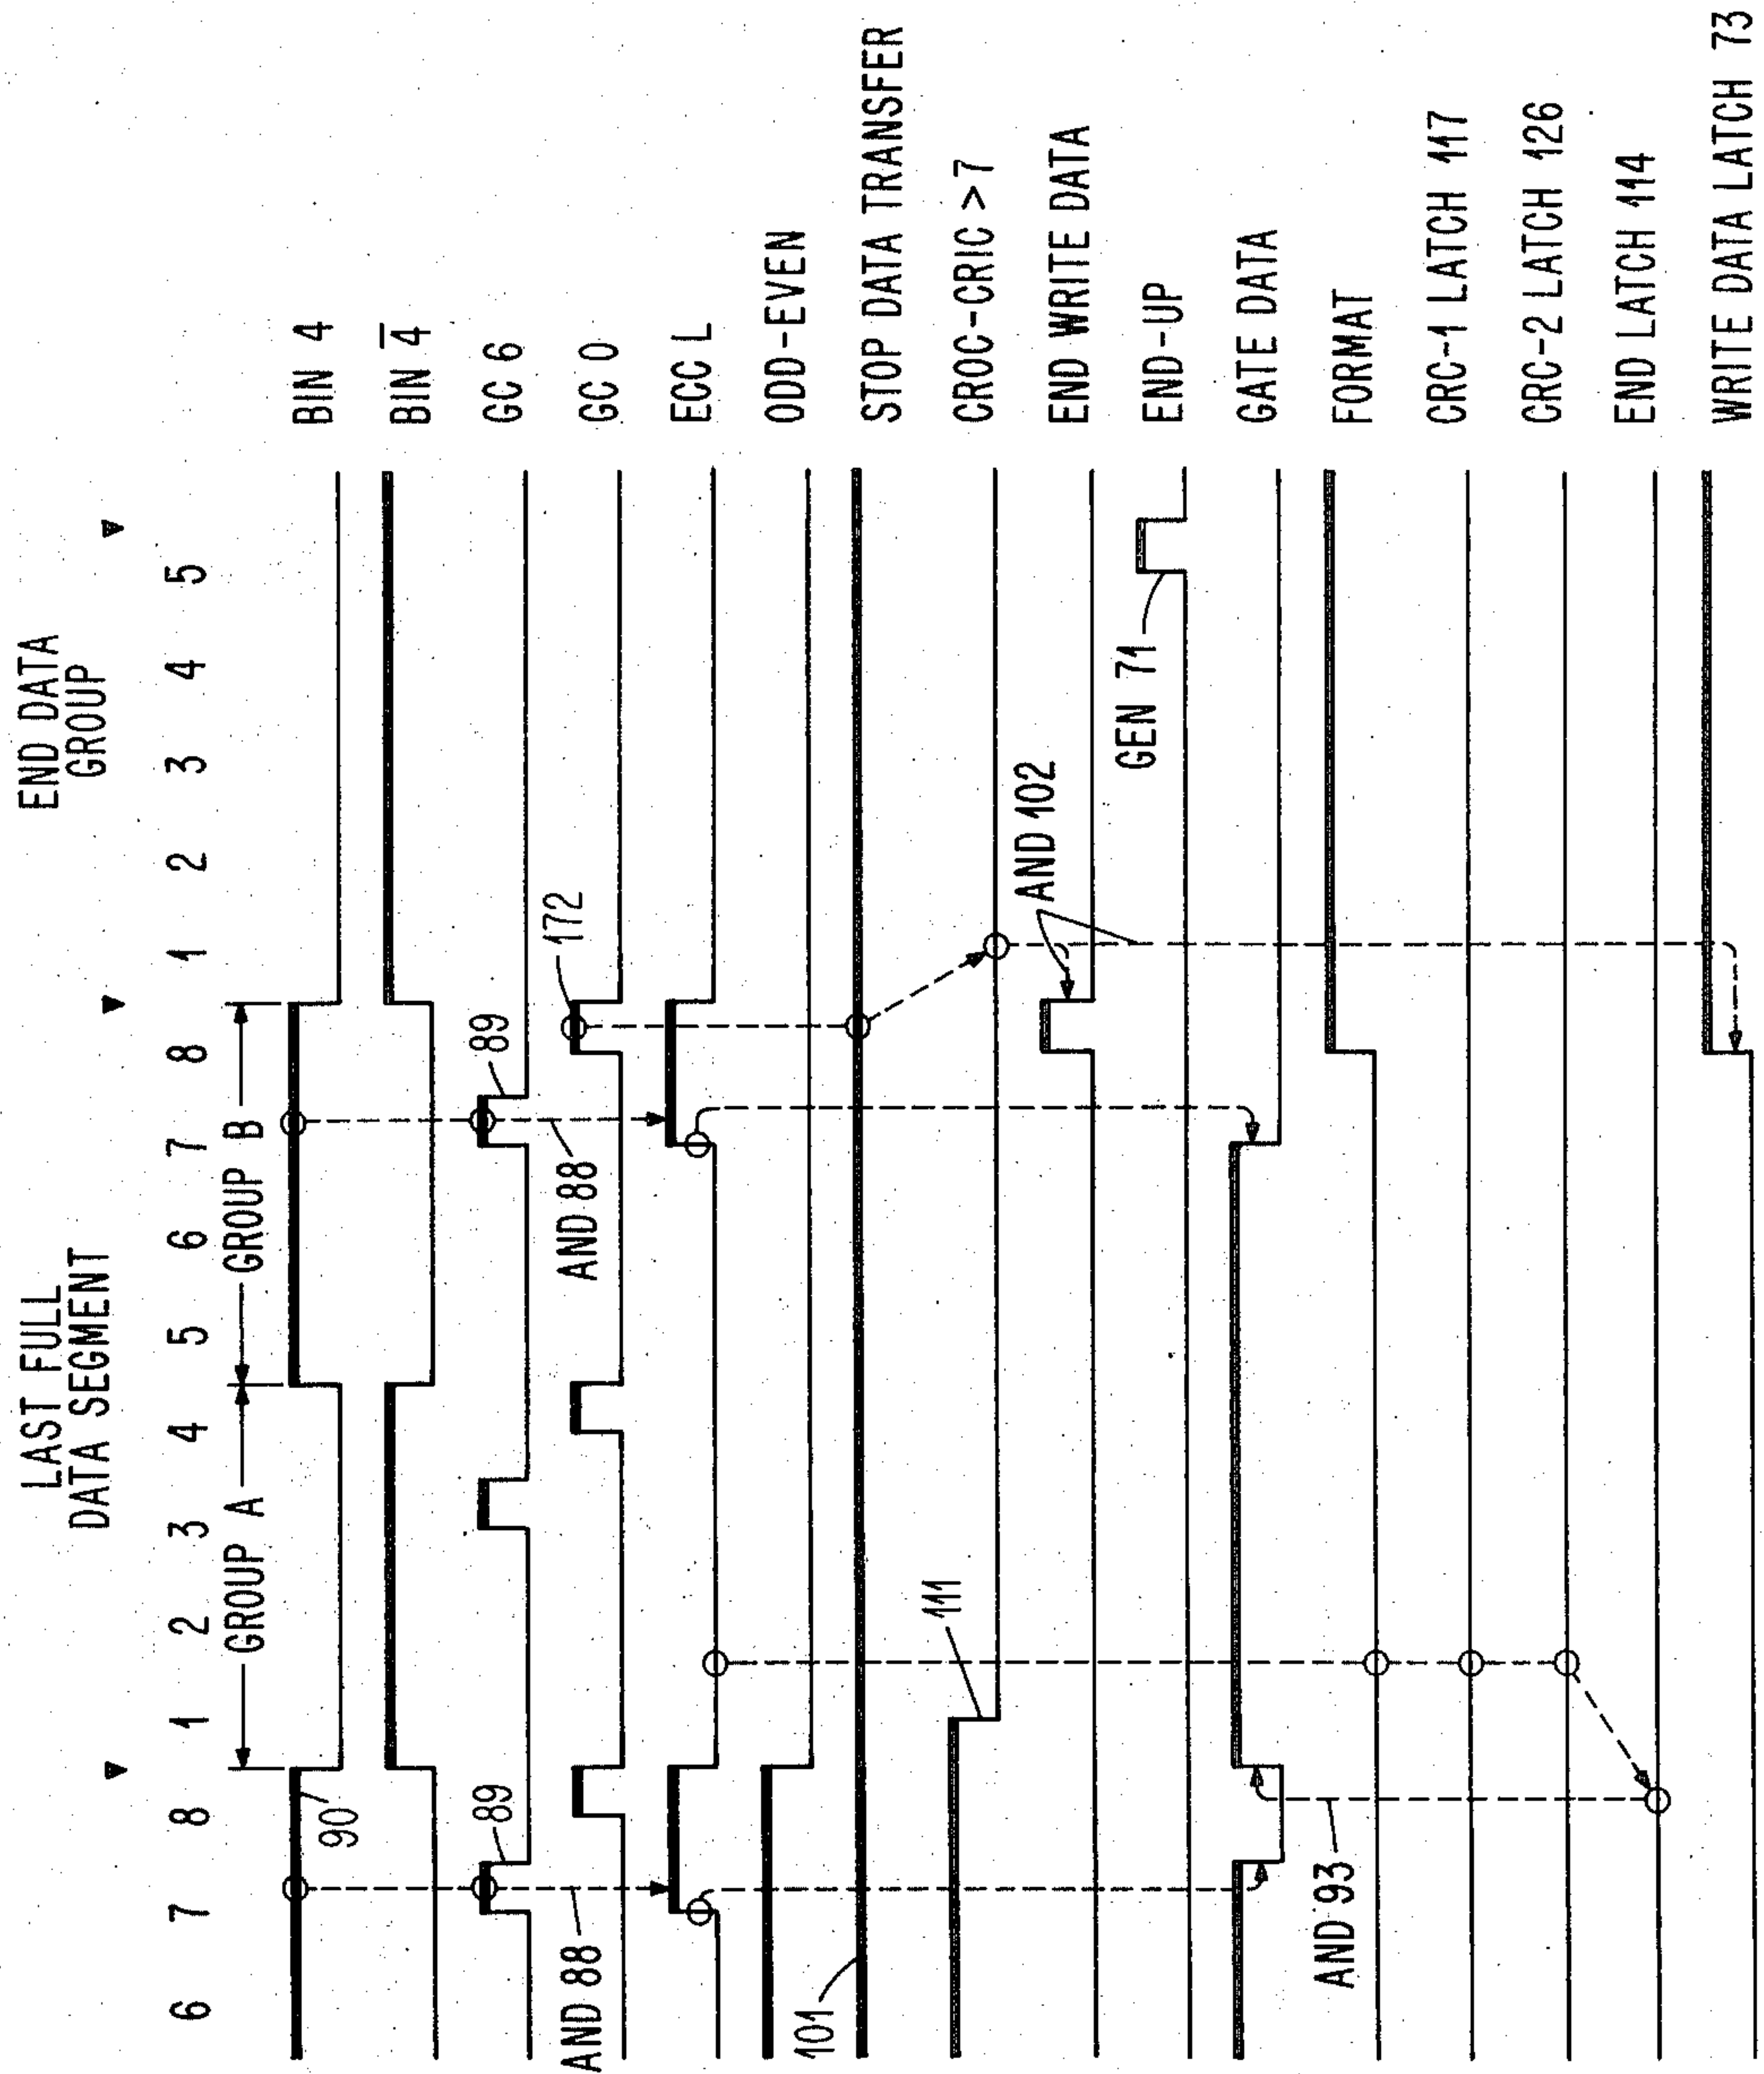 LAST FULL
DATA SEGMENT
END DATA
GROUP
6 7 8 1 2 3 4 5 6 7 8 1 2 3 4 5
GROUP A
GROUP B
90
BIN 4
BIN 4̅
89
89
GC 6
AND 88
AND 88
172
GC 0
ECC L
ODD-EVEN
101
STOP DATA TRANSFER
111
CROC-CRIC >7
AND 102
END WRITE DATA
GEN 71
END-UP
GATE DATA
AND 93
FORMAT
CRC-1 LATCH 117
CRC-2 LATCH 126
END LATCH 114
WRITE DATA LATCH 73